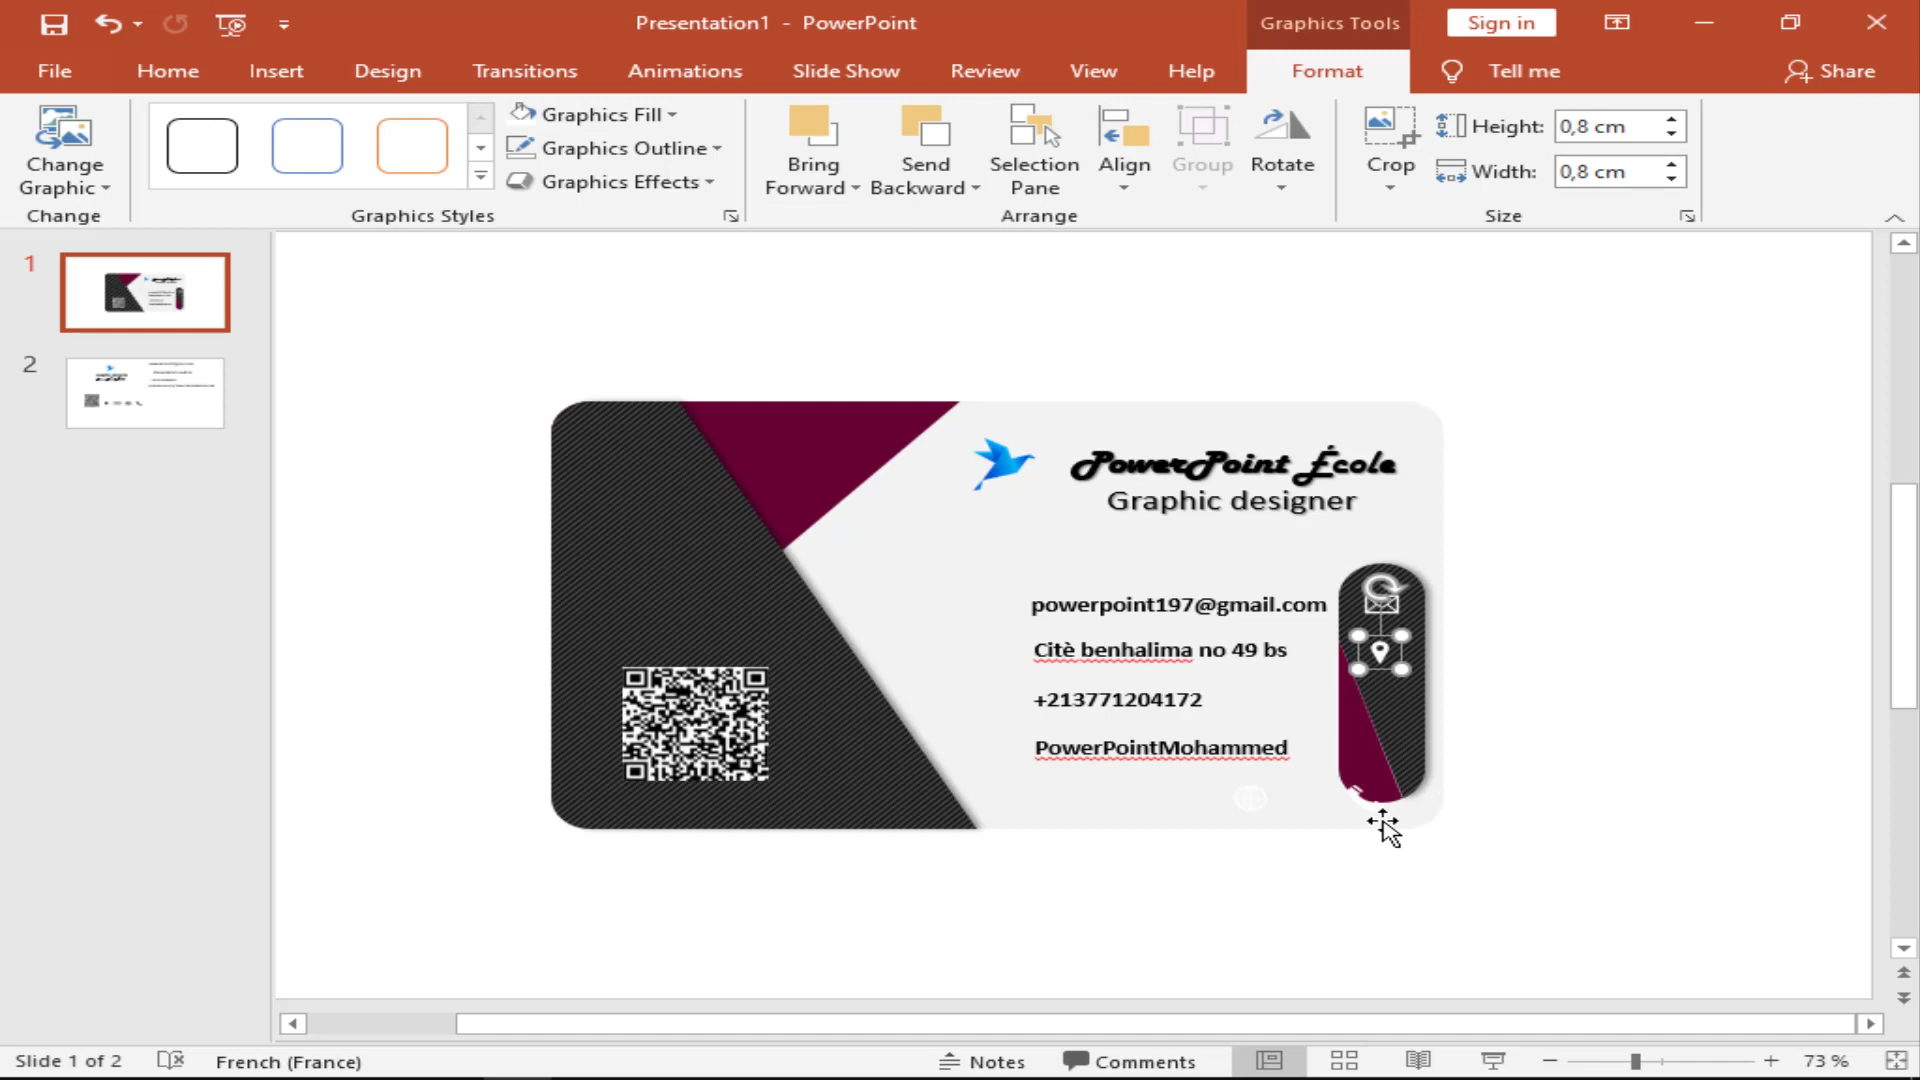 Presentation1 - PowerPoint
Graphics Tools
Sign in
File
Home
Insert
Design
Transitions
Animations
Slide Show
Review
View
Help
Format
Tell me
Share
Change
Graphic
Change
Graphics Fill
Graphics Outline
Graphics Effects
Graphics Styles
Bring
Forward
Send
Backward
Selection
Pane
Align
Group
Rotate
Arrange
Crop
Height:
0,8 cm
Width:
0,8 cm
Size
1
2
PowerPoint École
Graphic designer
powerpoint197@gmail.com
Citè benhalima no 49 bs
+213771204172
PowerPointMohammed
Slide 1 of 2
French (France)
Notes
Comments
73 %